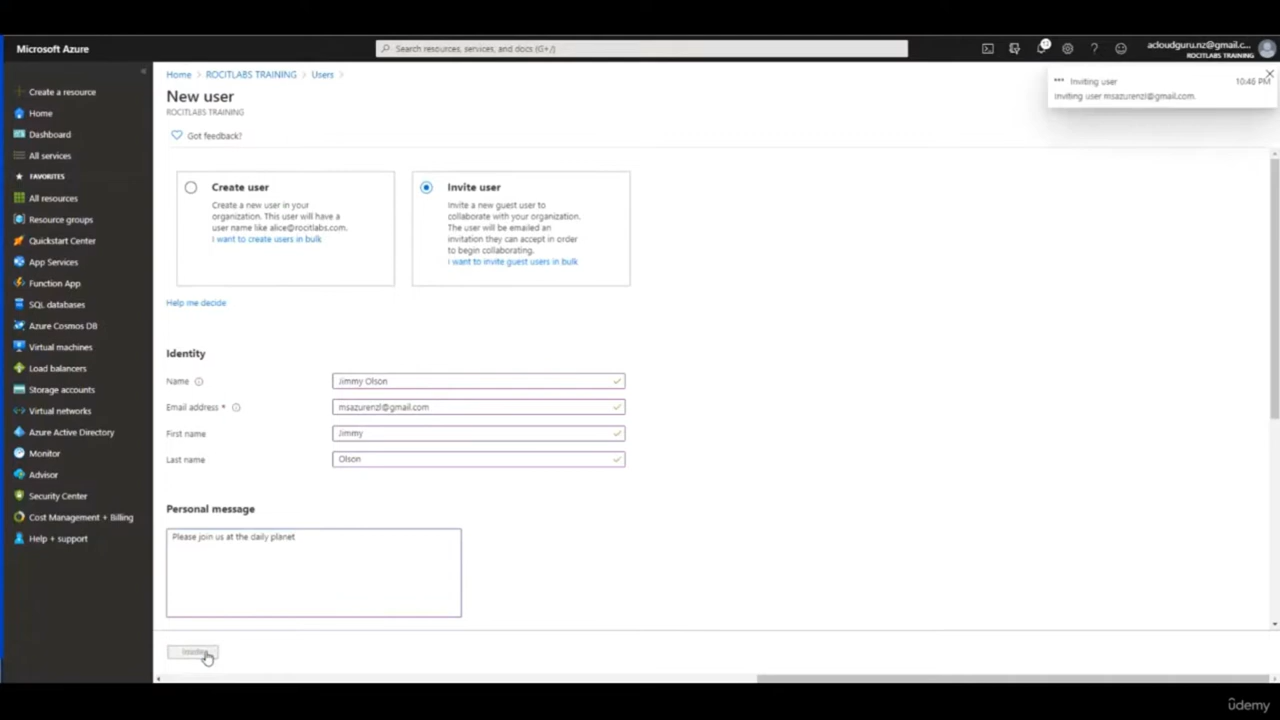 Microsoft Azure
Search resources, services, and docs (G+/)
acloudguru.nz@gmail.c...
ROCITLABS TRAINING
Create a resource
Home
Dashboard
All services
FAVORITES
All resources
Resource groups
Quickstart Center
App Services
Function App
SQL databases
Azure Cosmos DB
Virtual machines
Load balancers
Storage accounts
Virtual networks
Azure Active Directory
Monitor
Advisor
Security Center
Cost Management + Billing
Help + support
Home > ROCITLABS TRAINING > Users >
New user
ROCITLABS TRAINING
Got feedback?
Inviting user 10:46 PM
Inviting user msazurenzl@gmail.com.
Create user
Create a new user in your
organization. This user will have a
user name like alice@rocitlabs.com.
I want to create users in bulk
Invite user
Invite a new guest user to
collaborate with your organization.
The user will be emailed an
invitation they can accept in order
to begin collaborating.
I want to invite guest users in bulk
Help me decide
Identity
Name Jimmy Olson
Email address * msazurenzl@gmail.com
First name Jimmy
Last name Olson
Personal message
Please join us at the daily planet
ûdemy